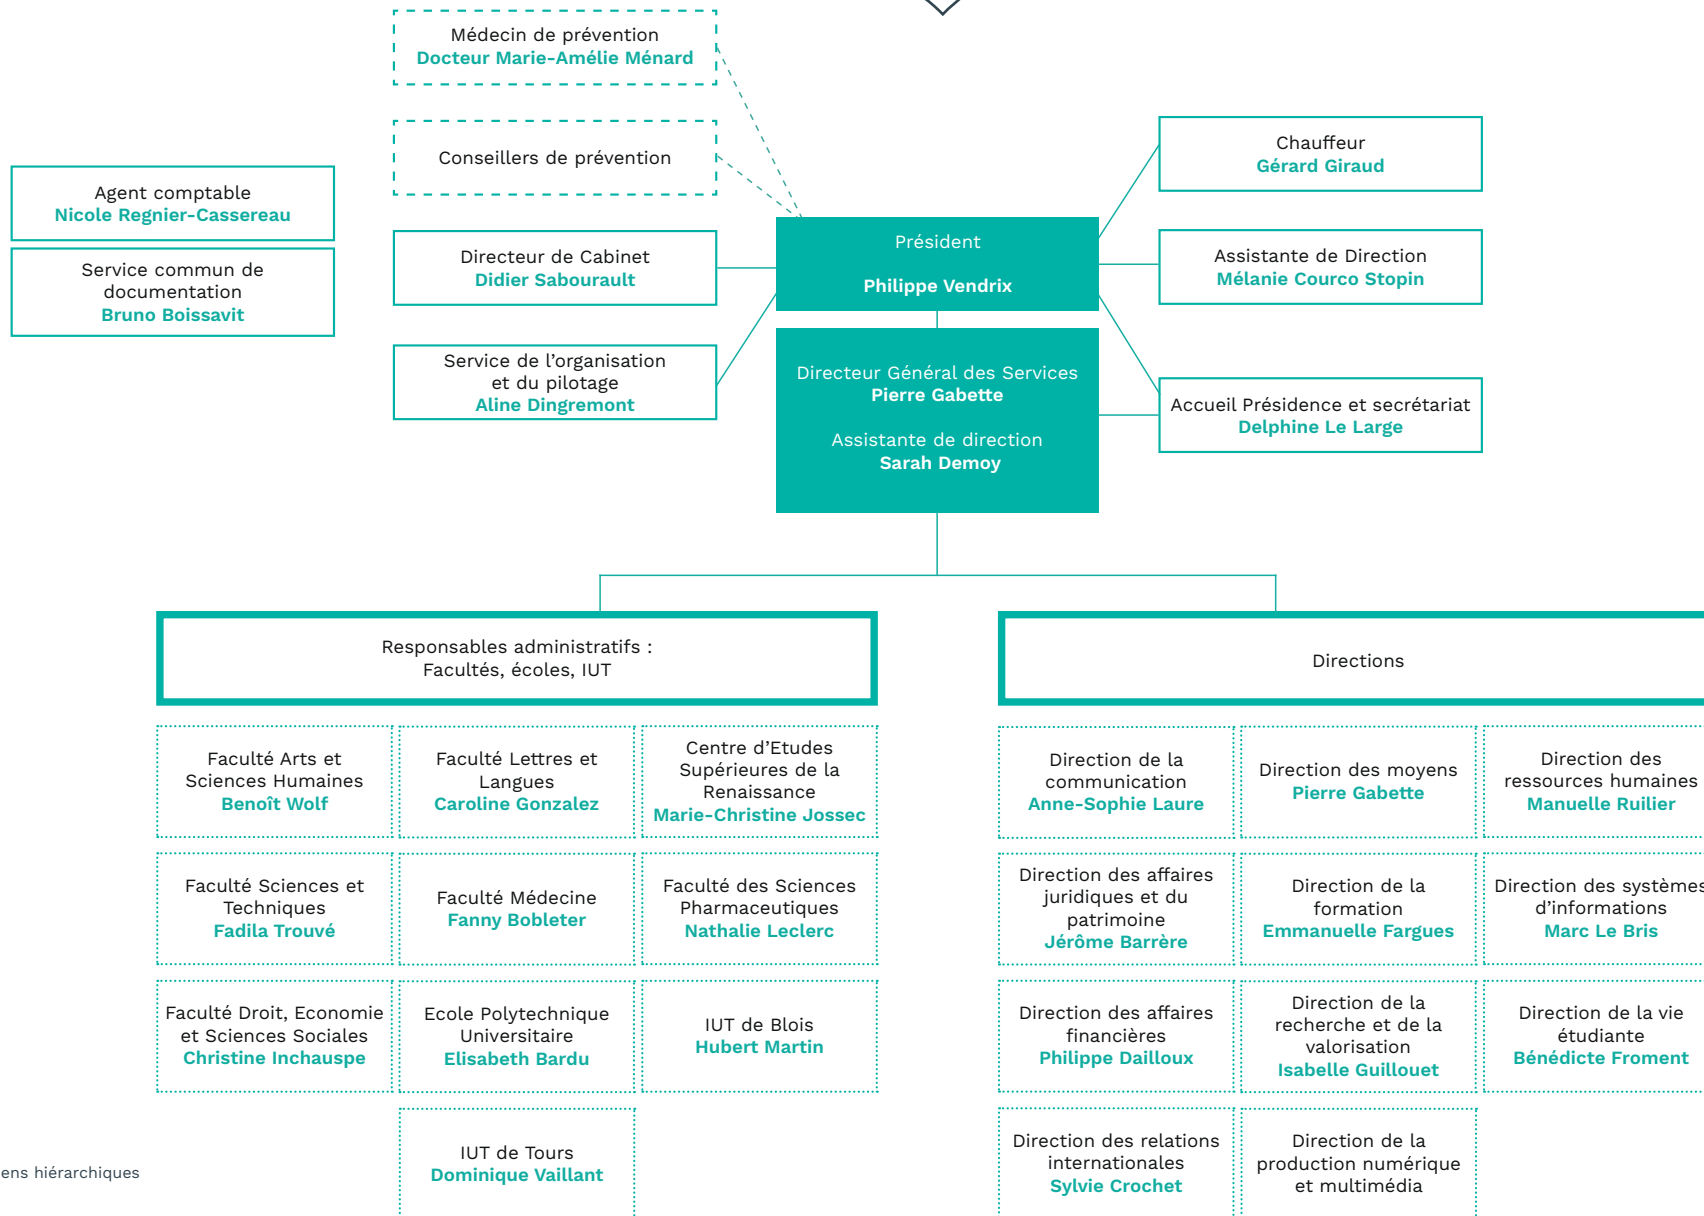 Médecin de prévention
Docteur Marie-Amélie Ménard
Conseillers de prévention
Agent comptable
Nicole Regnier-Cassereau
Service commun de
documentation
Bruno Boissavit
Directeur de Cabinet
Didier Sabourault
Service de l’organisation
et du pilotage
Aline Dingremont
Président
Philippe Vendrix
Directeur Général des Services
Pierre Gabette
Assistante de direction
Sarah Demoy
Chauffeur
Gérard Giraud
Assistante de Direction
Mélanie Courco Stopin
Accueil Présidence et secrétariat
Delphine Le Large
Responsables administratifs :
Facultés, écoles, IUT
Faculté Arts et
Sciences Humaines
Benoît Wolf
Faculté Lettres et
Langues
Caroline Gonzalez
Centre d’Etudes
Supérieures de la
Renaissance
Marie-Christine Jossec
Faculté Sciences et
Techniques
Fadila Trouvé
Faculté Médecine
Fanny Bobleter
Faculté des Sciences
Pharmaceutiques
Nathalie Leclerc
Faculté Droit, Economie
et Sciences Sociales
Christine Inchauspe
Ecole Polytechnique
Universitaire
Elisabeth Bardu
IUT de Blois
Hubert Martin
IUT de Tours
Dominique Vaillant
Directions
Direction de la
communication
Anne-Sophie Laure
Direction des moyens
Pierre Gabette
Direction des
ressources humaines
Manuelle Ruilier
Direction des affaires
juridiques et du
patrimoine
Jérôme Barrère
Direction de la
formation
Emmanuelle Fargues
Direction des systèmes
d’informations
Marc Le Bris
Direction des affaires
financières
Philippe Dailloux
Direction de la
recherche et de la
valorisation
Isabelle Guillouet
Direction de la vie
étudiante
Bénédicte Froment
Direction des relations
internationales
Sylvie Crochet
Direction de la
production numérique
et multimédia
ens hiérarchiques